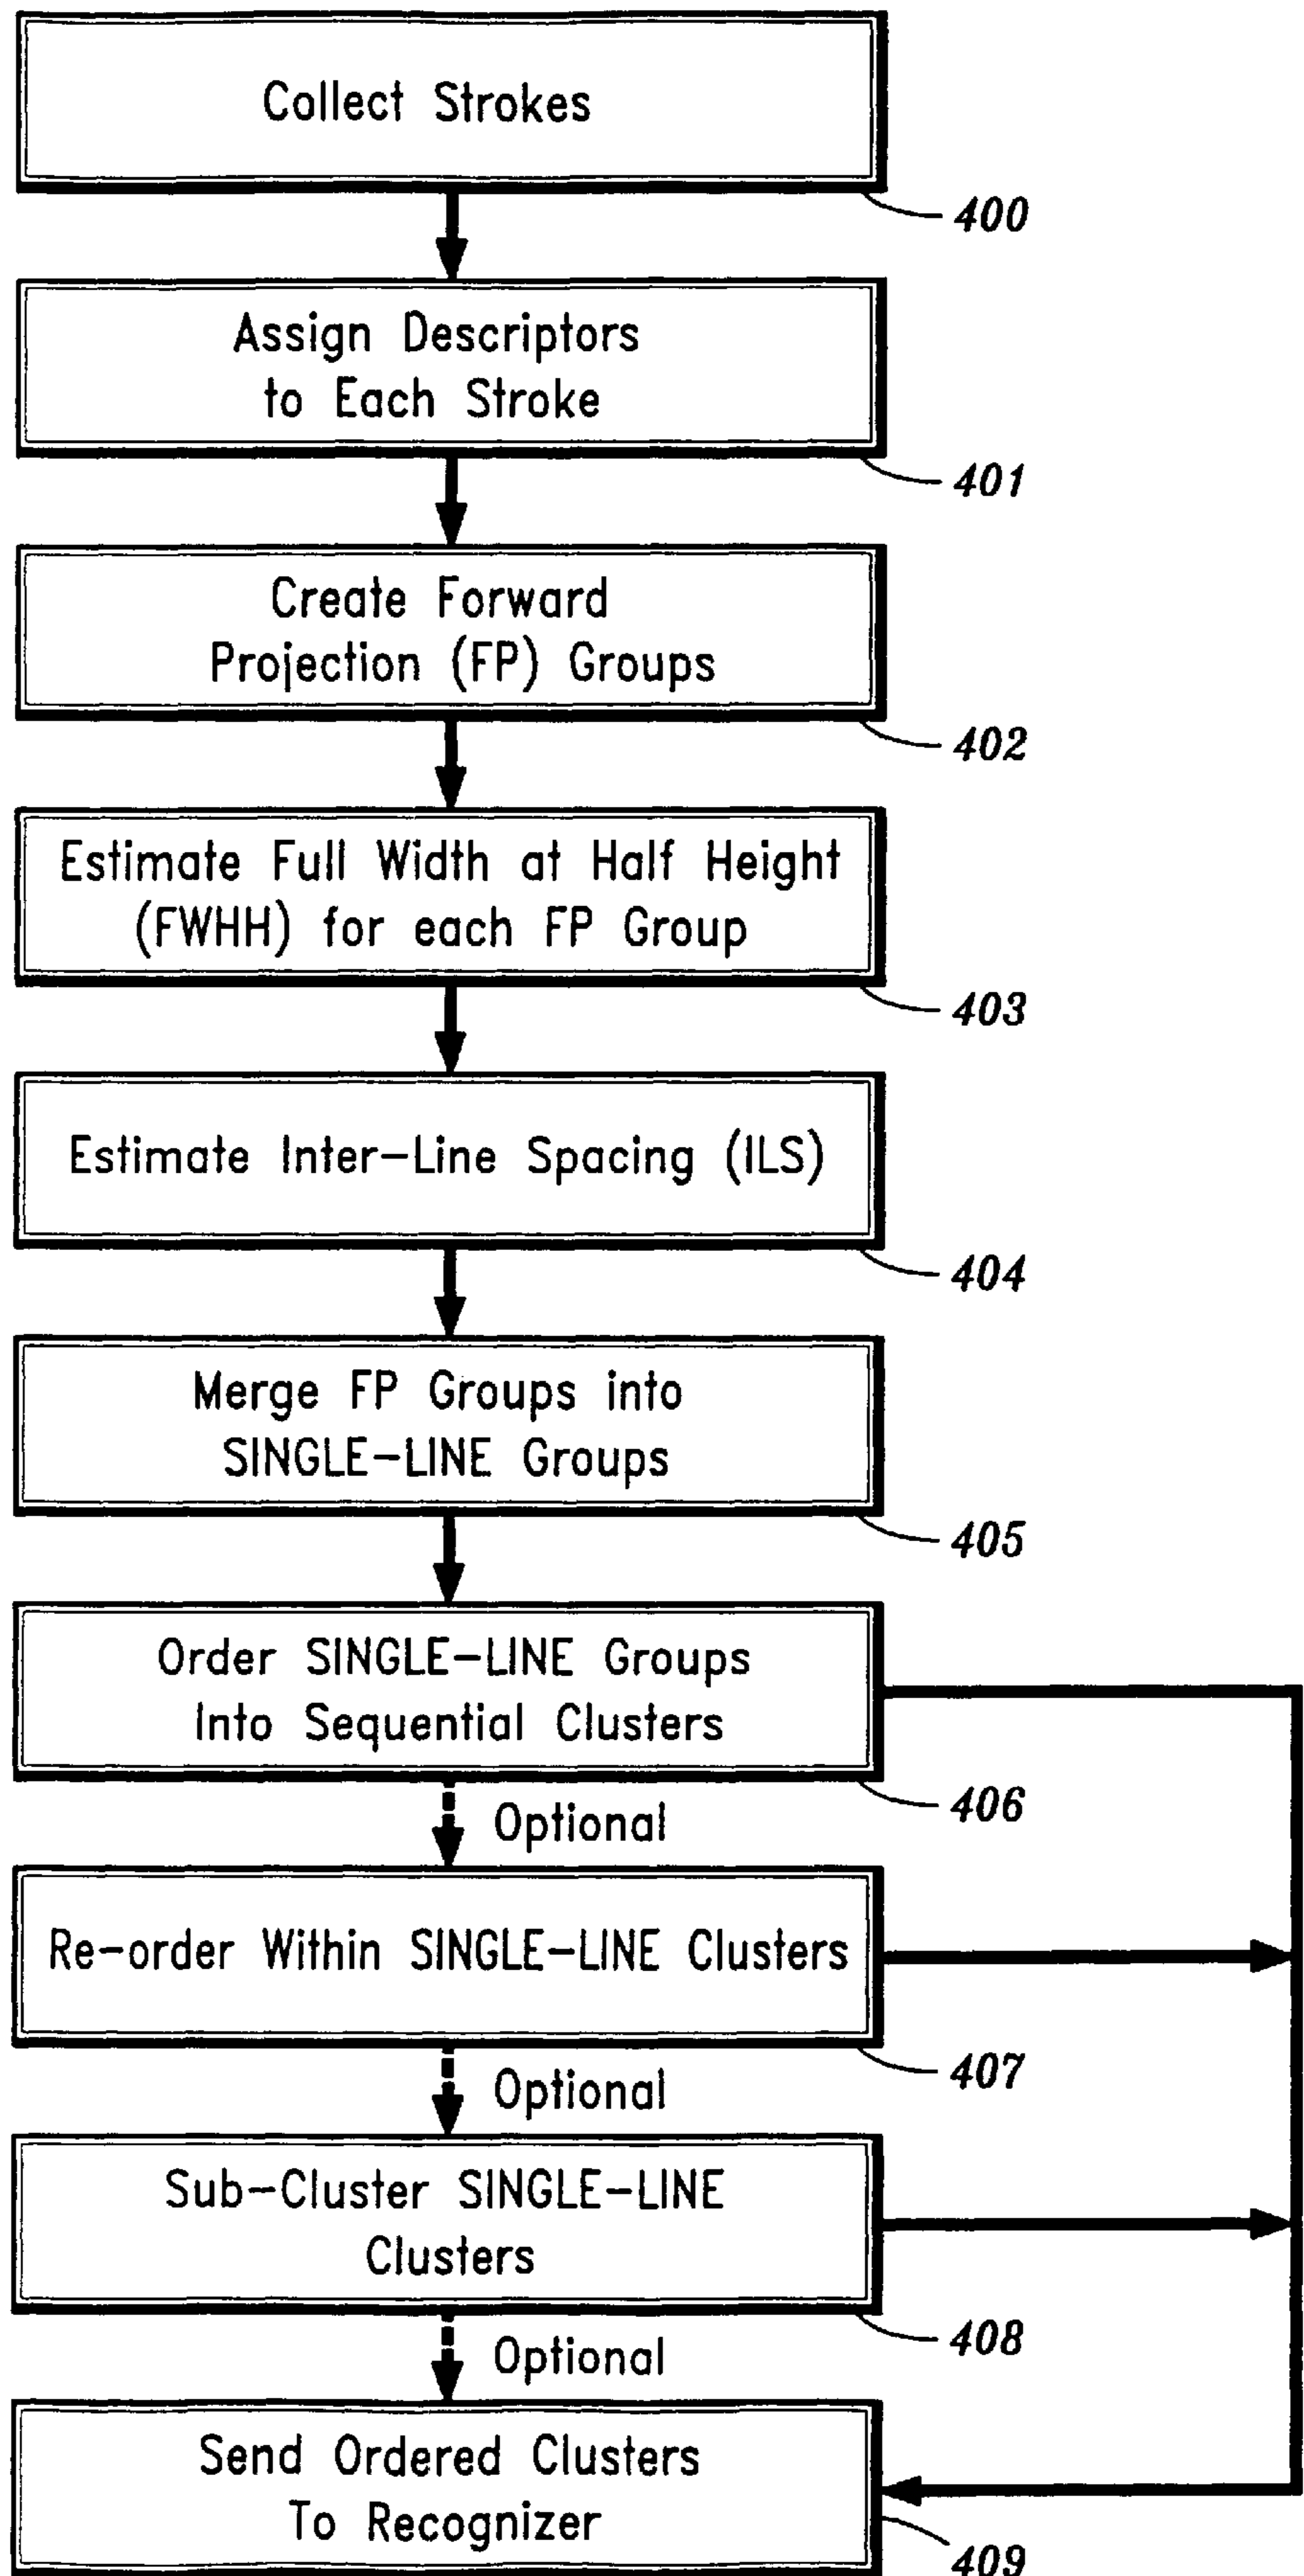 Collect Strokes
400
Assign Descriptors
to Each Stroke
401
Create Forward
Projection (FP) Groups
402
Estimate Full Width at Half Height
(FWHH) for each FP Group
403
Estimate Inter-Line Spacing (ILS)
404
Merge FP Groups into
SINGLE-LINE Groups
405
Order SINGLE-LINE Groups
Into Sequential Clusters
406
Optional
Re-order Within SINGLE-LINE Clusters
407
Optional
Sub-Cluster SINGLE-LINE
Clusters
408
Optional
Send Ordered Clusters
To Recognizer
409